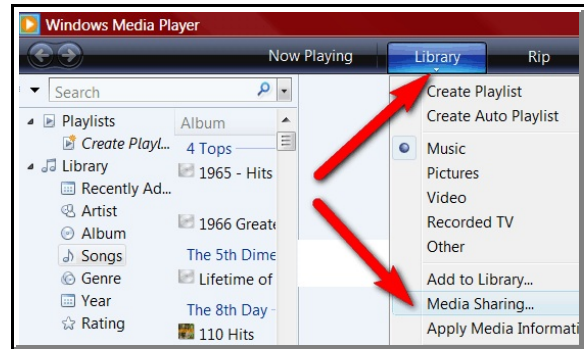 Windows Media Player
Now Playing
Library
Rip
Search
Playlists
Create Playl...
Library
Recently Ad...
Artist
Album
Songs
Genre
Year
Rating
Album
4 Tops
1965 - Hits
1966 Greate
The 5th Dime
Lifetime of
The 8th Day
110 Hits
Create Playlist
Create Auto Playlist
Music
Pictures
Video
Recorded TV
Other
Add to Library...
Media Sharing...
Apply Media Informati